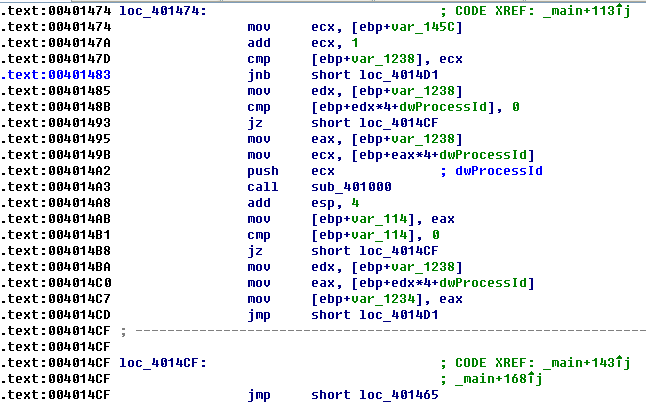 .text:00401474 loc_401474: ; CODE XREF: _main+113↑j
.text:00401474 mov ecx, [ebp+var_145C]
.text:0040147A add ecx, 1
.text:0040147D cmp [ebp+var_1238], ecx
.text:00401483 jnb short loc_4014D1
.text:00401485 mov edx, [ebp+var_1238]
.text:0040148B cmp [ebp+edx*4+dwProcessId], 0
.text:00401493 jz short loc_4014CF
.text:00401495 mov eax, [ebp+var_1238]
.text:0040149B mov ecx, [ebp+eax*4+dwProcessId]
.text:004014A2 push ecx ; dwProcessId
.text:004014A3 call sub_401000
.text:004014A8 add esp, 4
.text:004014AB mov [ebp+var_114], eax
.text:004014B1 cmp [ebp+var_114], 0
.text:004014B8 jz short loc_4014CF
.text:004014BA mov edx, [ebp+var_1238]
.text:004014C0 mov eax, [ebp+edx*4+dwProcessId]
.text:004014C7 mov [ebp+var_1234], eax
.text:004014CD jmp short loc_4014D1
.text:004014CF ; ---------------------------------------------------------------------------
.text:004014CF
.text:004014CF loc_4014CF: ; CODE XREF: _main+143↑j
.text:004014CF ; _main+168↑j
.text:004014CF jmp short loc_401465